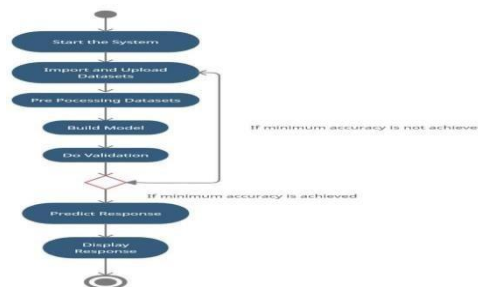 Start the System
Import and Upload
Datasets
Pre Pocessing Datasets
Build Model
If minimum accuracy is not achieve
Do Validation
If minimum accuracy is achieved
Predict Response
Display
Response